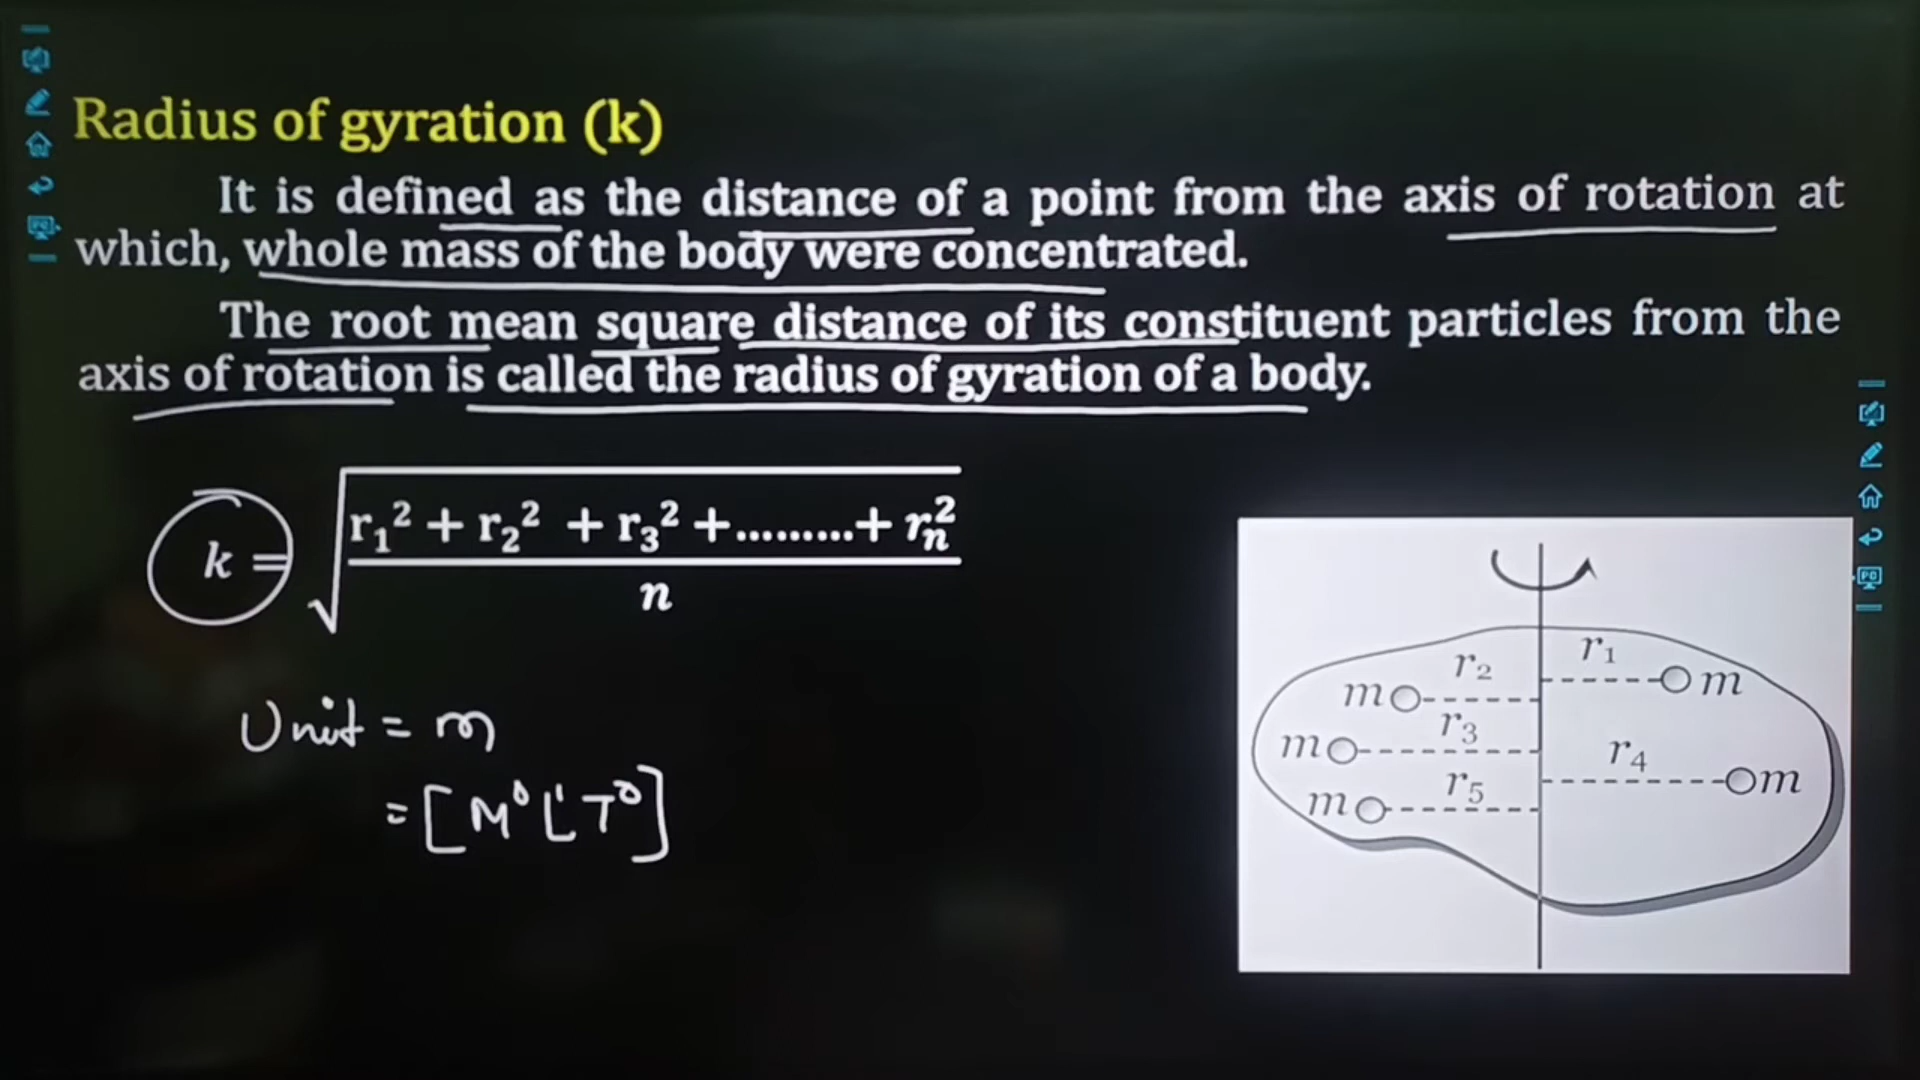 Radius of gyration (k)
It is defined as the distance of a point from the axis of rotation at
which, whole mass of the body were concentrated.
The root mean square distance of its constituent particles from the
axis of rotation is called the radius of gyration of a body.
k = √
r₁² + r₂² + r₃² +.........+ rₙ²
n
Unit = m
= [M⁰L¹T⁰]
r₁
m
r₂
m
r₃
m
r₄
m
r₅
m